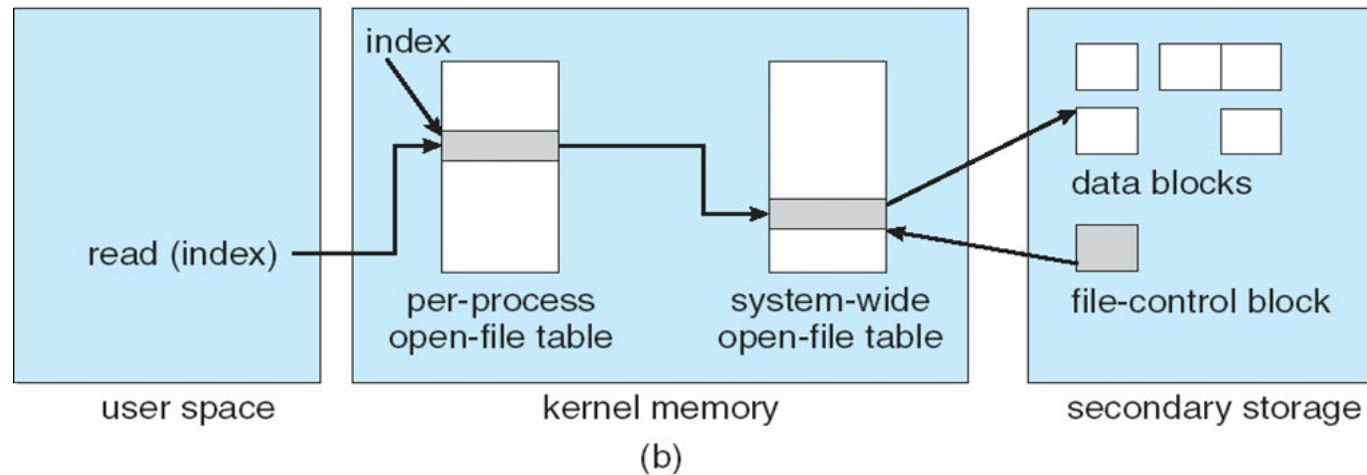 index
read (index)
per-process
open-file table
system-wide
open-file table
data blocks
file-control block
user space
kernel memory
secondary storage
(b)